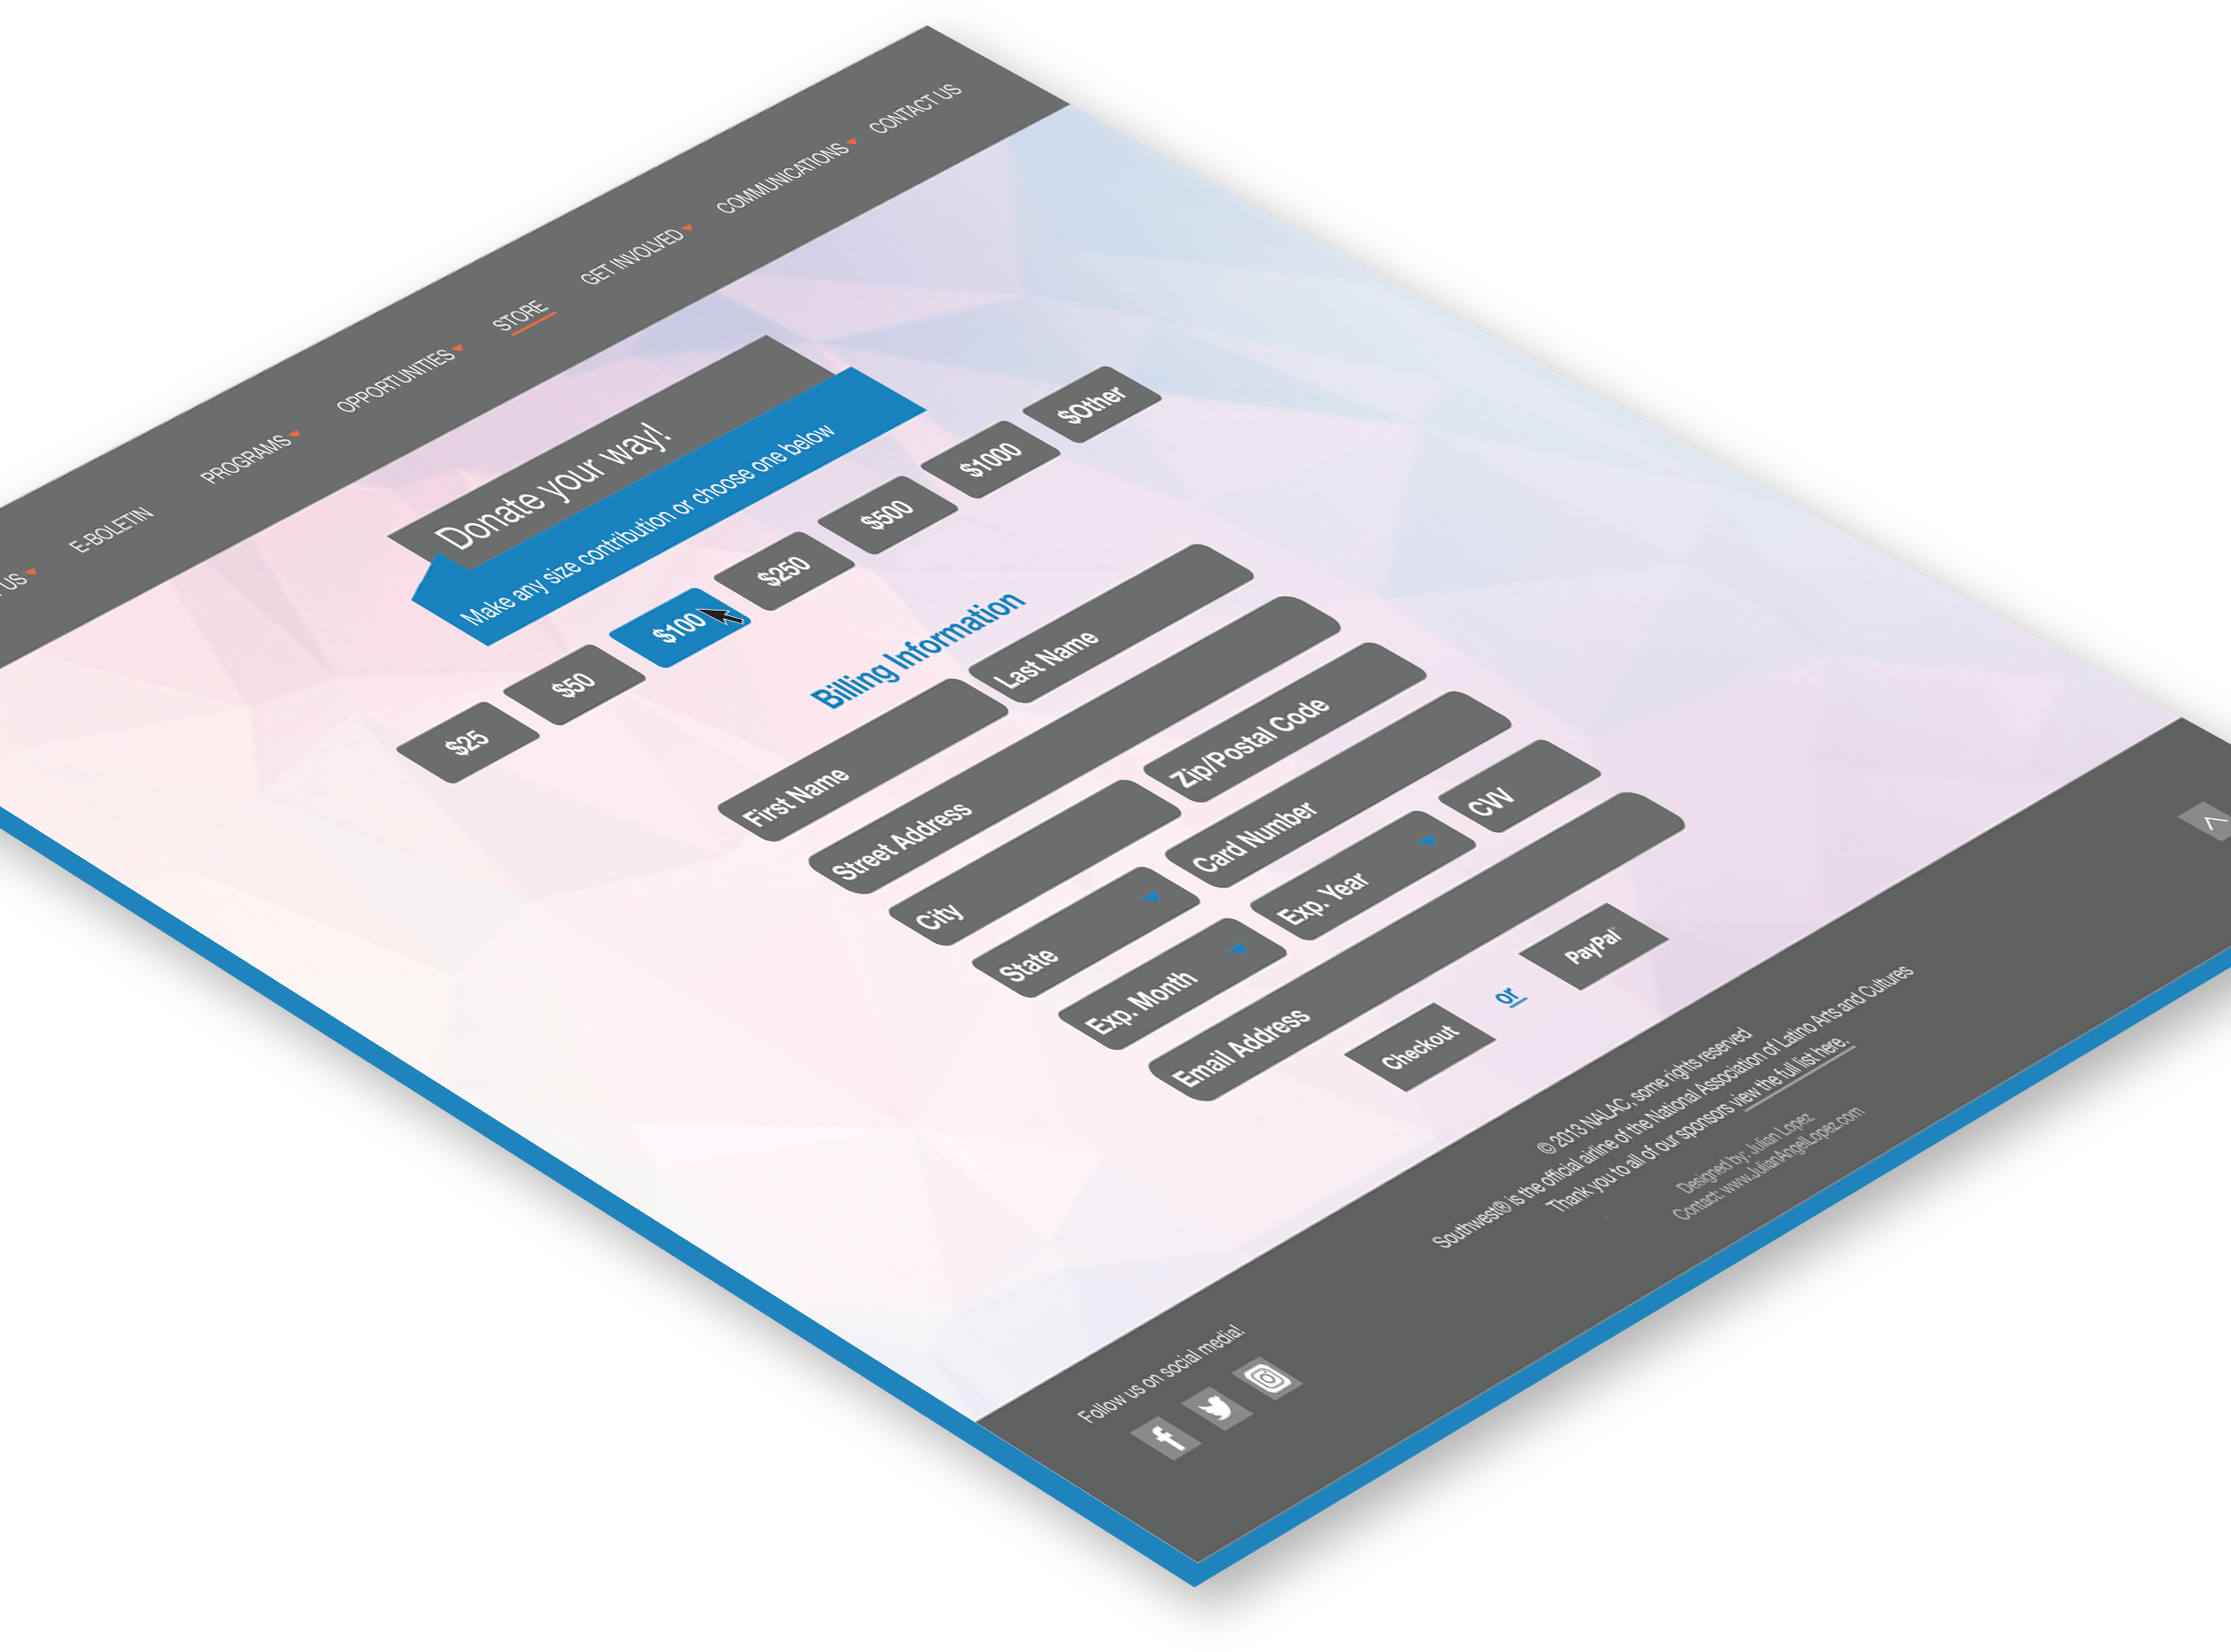 US
E-BOLETIN
PROGRAMS
OPPORTUNITIES
STORE
GET INVOLVED
COMMUNICATIONS
CONTACT US
Donate your way!
Make any size contribution or choose one below
$25
$50
$100
$250
$500
$1000
$Other
Billing Information
First Name
Last Name
Street Address
City
Zip/Postal Code
State
Card Number
Exp. Month
Exp. Year
CVV
Email Address
Checkout
or
PayPal
© 2013 NALAC, some rights reserved
Southwest® is the official airline of the National Association of Latino Arts and Cultures
Thank you to all of our sponsors view the full list here.
Designed by: Julian Lopez
Contact: www.JulianAngelLopez.com
Follow us on social media!